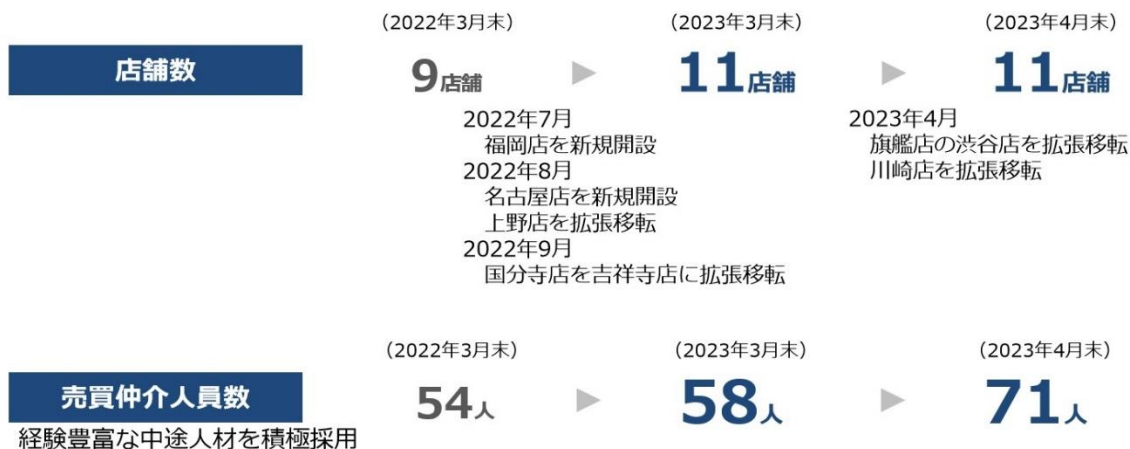 （2022年3月末） （2023年3月末） （2023年4月末）
店舗数 9店舗 ▶ 11店舗 ▶ 11店舗
2022年7月
福岡店を新規開設
2022年8月
名古屋店を新規開設
上野店を拡張移転
2022年9月
国分寺店を吉祥寺店に拡張移転
2023年4月
旗艦店の渋谷店を拡張移転
川崎店を拡張移転
（2022年3月末） （2023年3月末） （2023年4月末）
売買仲介人員数 54人 ▶ 58人 ▶ 71人
経験豊富な中途人材を積極採用